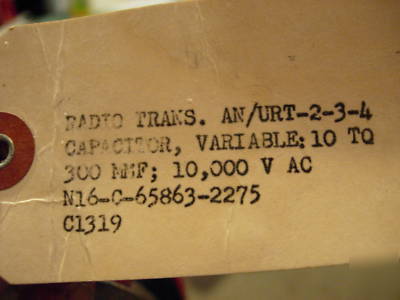 RADIO TRANS. AN/URT-2-3-4
CAPACITOR, VARIABLE: 10 TO
300 MMF; 10,000 V AC
N16-C-65863-2275
C1319